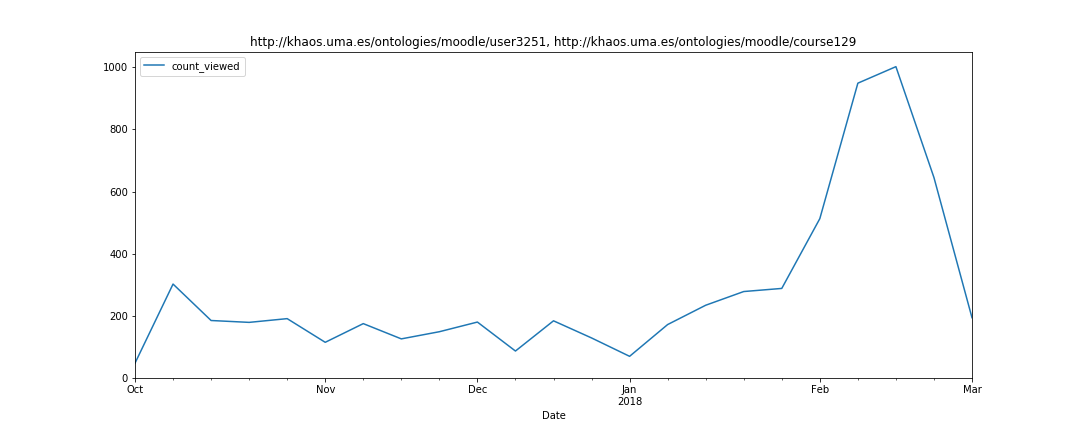 http://khaos.uma.es/ontologies/moodle/user3251, http://khaos.uma.es/ontologies/moodle/course129
count_viewed
1000
800
600
400
200
0
Oct Nov Dec Jan Feb Mar
2018
Date